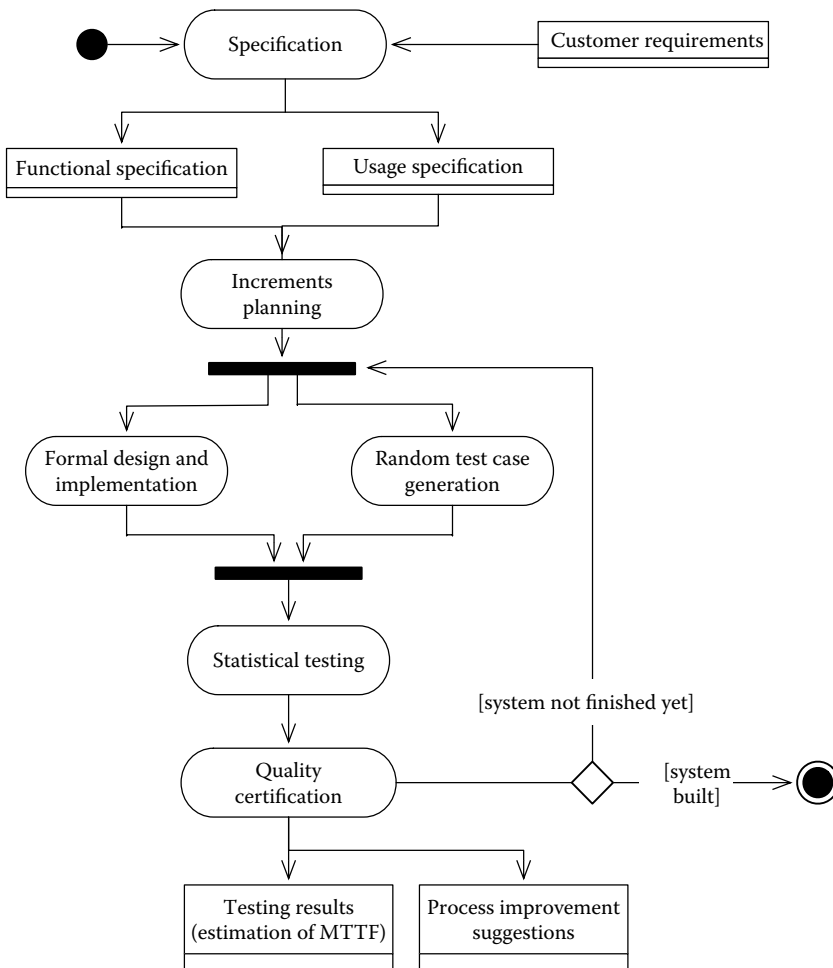 Specification
Customer requirements
Functional specification
Usage specification
Increments
planning
Formal design and
implementation
Random test case
generation
Statistical testing
[system not finished yet]
Quality
certification
[system
built]
Testing results
(estimation of MTTF)
Process improvement
suggestions